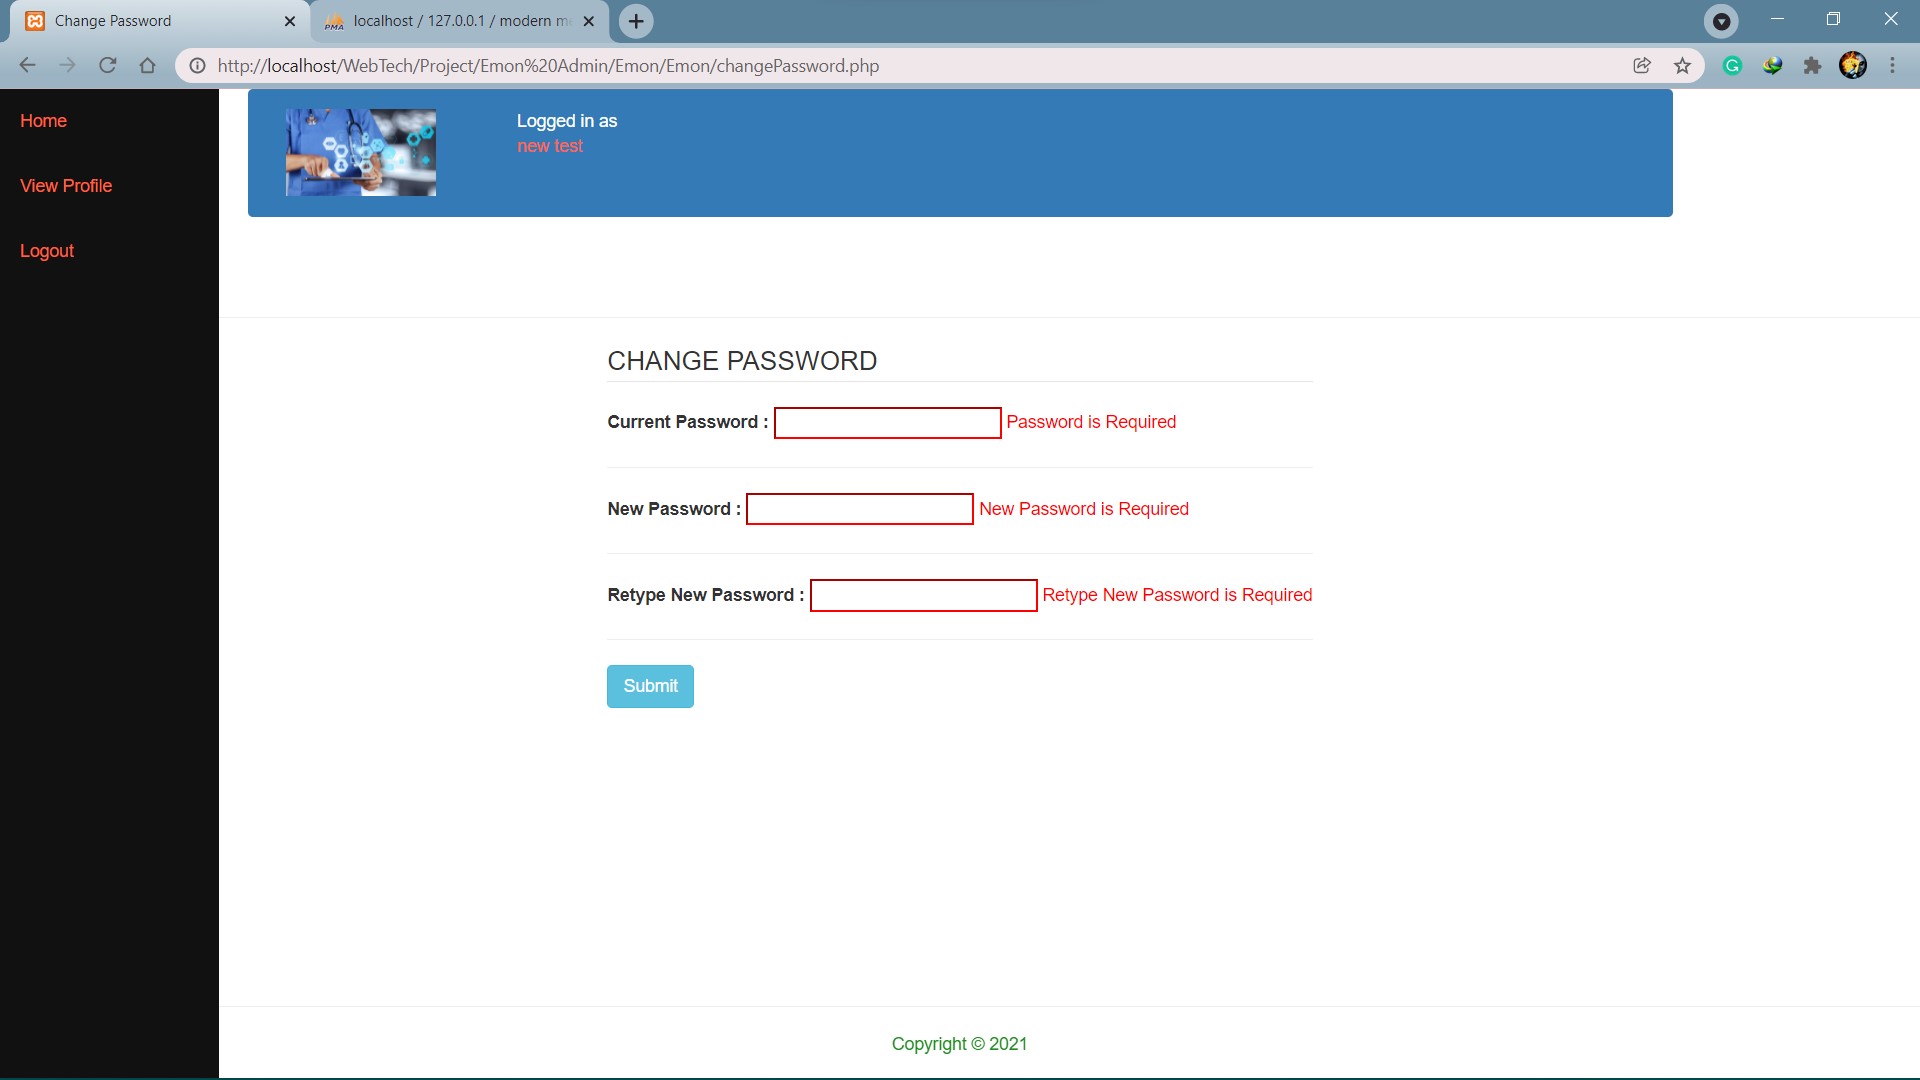 Change Password
localhost / 127.0.0.1 / modern m
http://localhost/WebTech/Project/Emon%20Admin/Emon/Emon/changePassword.php
Home
View Profile
Logout
Logged in as
new test
CHANGE PASSWORD
Current Password : Password is Required
New Password : New Password is Required
Retype New Password : Retype New Password is Required
Submit
Copyright © 2021